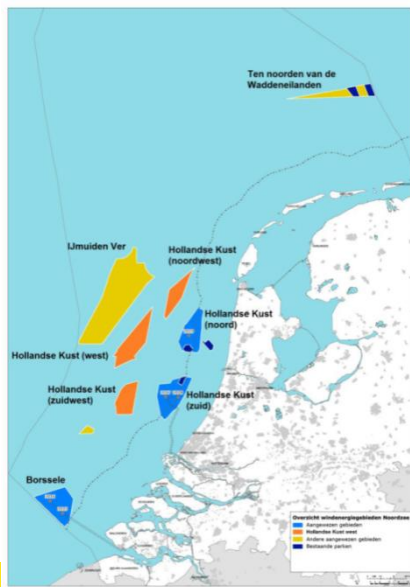 Ten noorden van de
Waddeneilanden
IJmuiden Ver
Hollandse Kust
(noordwest)
Hollandse Kust
(noord)
Hollandse Kust (west)
Hollandse Kust
(zuidwest)
Hollandse Kust
(zuid)
Borssele
Overzicht windenergiegebieden Noordzee
Aangewezen gebieden
Hollandse Kust west
Andere aangewezen gebieden
Bestaande parken